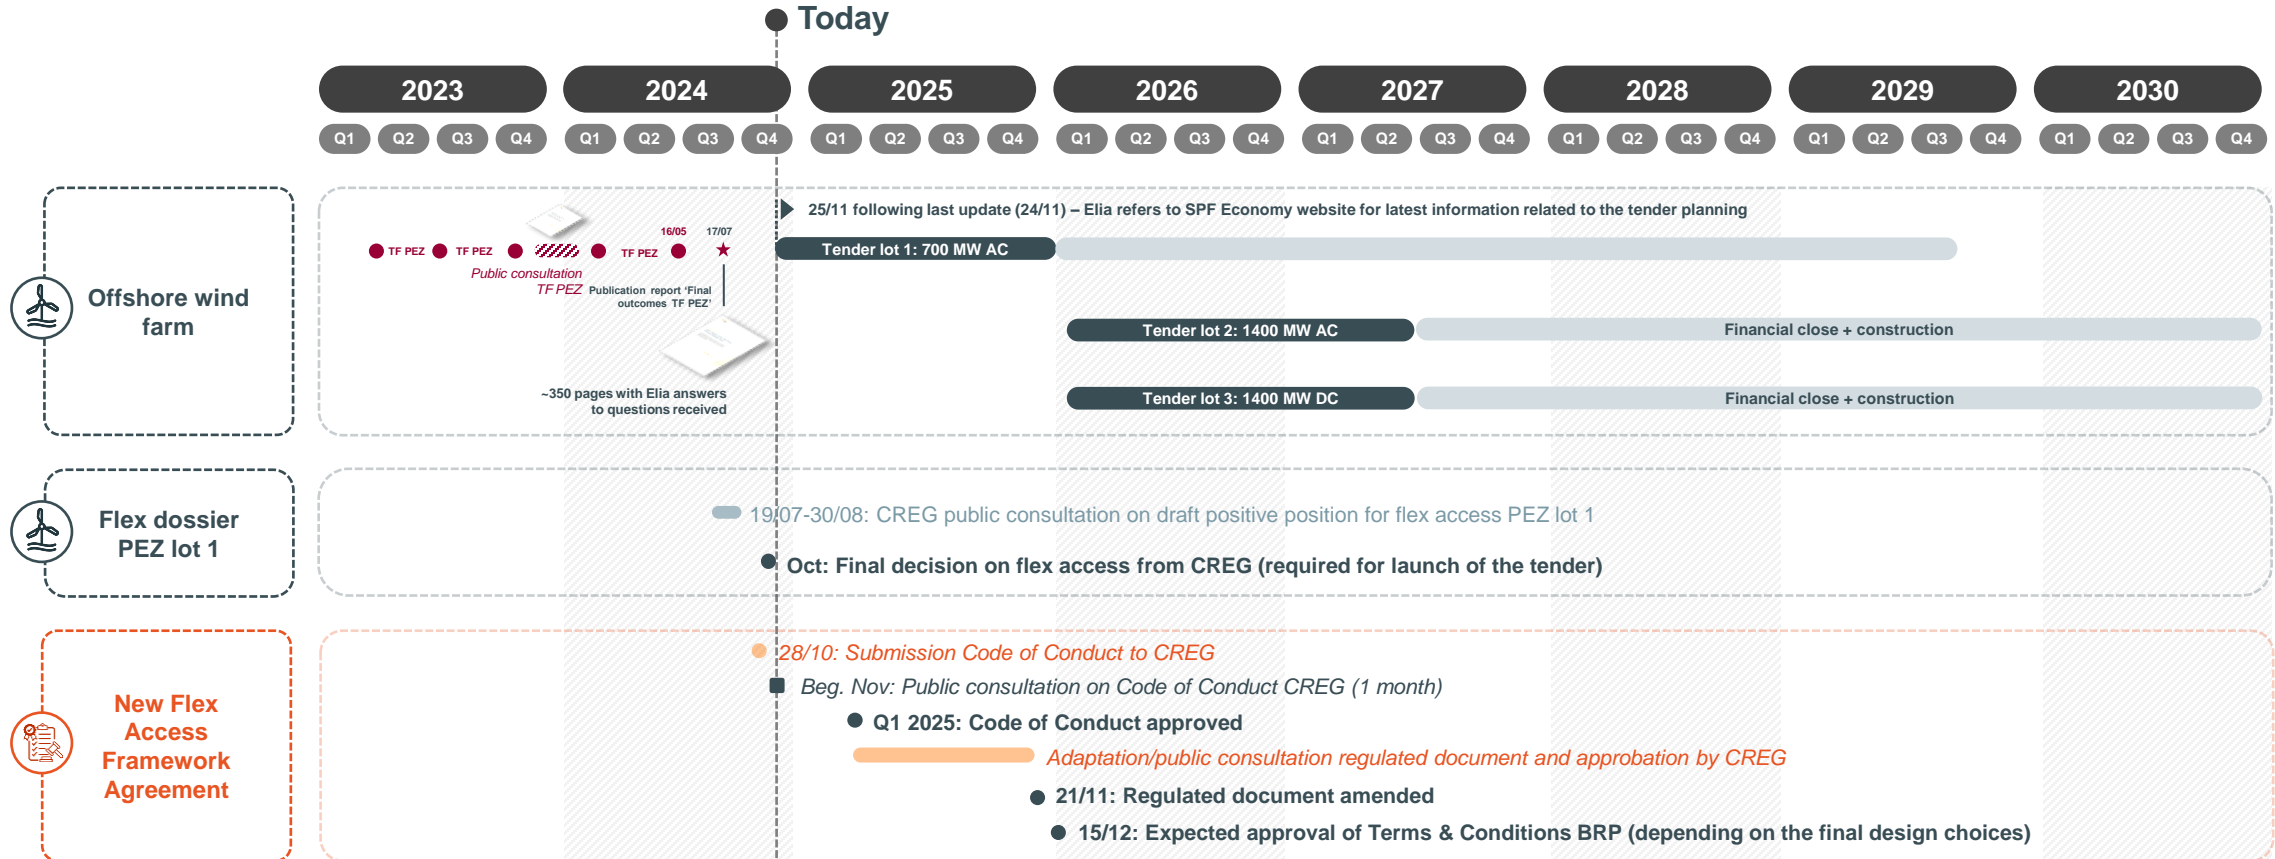 Today
2023 2024 2025 2026 2027 2028 2029 2030
Q1 Q2 Q3 Q4 Q1 Q2 Q3 Q4 Q1 Q2 Q3 Q4 Q1 Q2 Q3 Q4 Q1 Q2 Q3 Q4 Q1 Q2 Q3 Q4 Q1 Q2 Q3 Q4 Q1 Q2 Q3 Q4
Offshore wind
farm
25/11 following last update (24/11) – Elia refers to SPF Economy website for latest information related to the tender planning
16/05 17/07
TF PEZ TF PEZ TF PEZ
Tender lot 1: 700 MW AC
Public consultation
TF PEZ
Publication report ‘Final
outcomes TF PEZ’
Tender lot 2: 1400 MW AC Financial close + construction
~350 pages with Elia answers
to questions received
Tender lot 3: 1400 MW DC Financial close + construction
Flex dossier
PEZ lot 1
19/07-30/08: CREG public consultation on draft positive position for flex access PEZ lot 1
Oct: Final decision on flex access from CREG (required for launch of the tender)
New Flex
Access
Framework
Agreement
28/10: Submission Code of Conduct to CREG
Beg. Nov: Public consultation on Code of Conduct CREG (1 month)
Q1 2025: Code of Conduct approved
Adaptation/public consultation regulated document and approbation by CREG
21/11: Regulated document amended
15/12: Expected approval of Terms & Conditions BRP (depending on the final design choices)